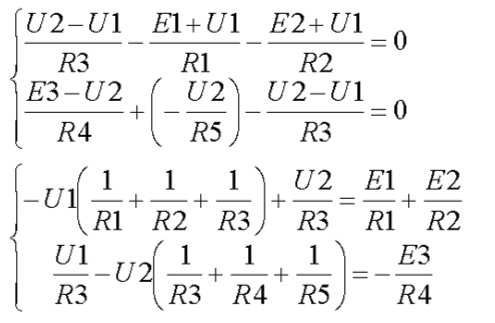 { (U2−U1)/R3 − (E1+U1)/R1 − (E2+U1)/R2 = 0
(E3−U2)/R4 + (−U2/R5) − (U2−U1)/R3 = 0
{ −U1(1/R1 + 1/R2 + 1/R3) + U2/R3 = E1/R1 + E2/R2
U1/R3 − U2(1/R3 + 1/R4 + 1/R5) = −E3/R4